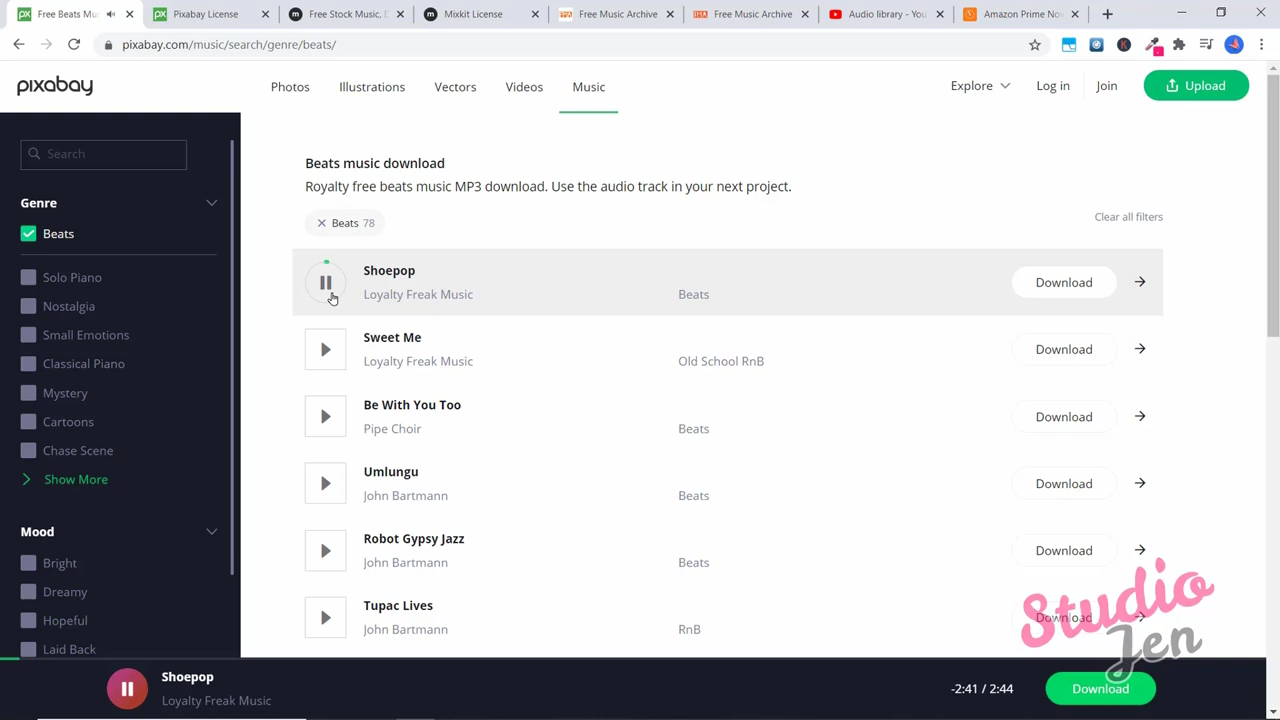 Free Beats Mu
Pixabay License
Free Stock Music, D
Mixkit License
Free Music Archive
Free Music Archive
Audio library - You
Amazon Prime No
pixabay.com/music/search/genre/beats/
pixabay
Photos
Illustrations
Vectors
Videos
Music
Explore
Log in
Join
Upload
Search
Genre
Beats
Solo Piano
Nostalgia
Small Emotions
Classical Piano
Mystery
Cartoons
Chase Scene
Show More
Mood
Bright
Dreamy
Hopeful
Laid Back
Beats music download
Royalty free beats music MP3 download. Use the audio track in your next project.
Beats 78
Clear all filters
Shoepop
Loyalty Freak Music
Beats
Download
Sweet Me
Loyalty Freak Music
Old School RnB
Download
Be With You Too
Pipe Choir
Beats
Download
Umlungu
John Bartmann
Beats
Download
Robot Gypsy Jazz
John Bartmann
Beats
Download
Tupac Lives
John Bartmann
RnB
Download
Studio
Jen
Shoepop
Loyalty Freak Music
-2:41 / 2:44
Download